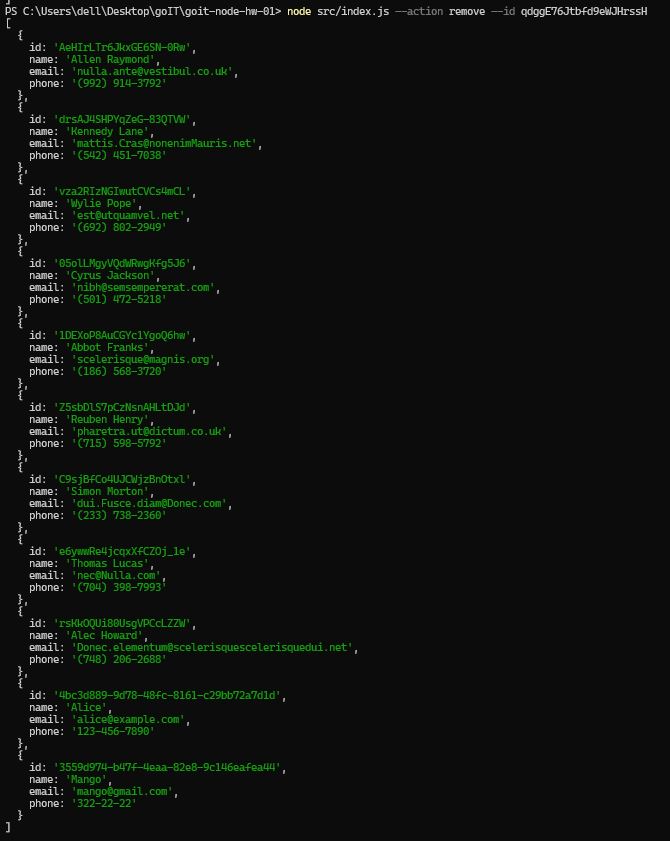 ]
PS C:\Users\dell\Desktop\goIT\goit-node-hw-01> node src/index.js --action remove --id qdggE76Jtbfd9eWJHrssH
[
  {
    id: 'AeHIrLTr6JkxGE6SN-0Rw',
    name: 'Allen Raymond',
    email: 'nulla.ante@vestibul.co.uk',
    phone: '(992) 914-3792'
  },
  {
    id: 'drsAJ4SHPYqZeG-83QTVW',
    name: 'Kennedy Lane',
    email: 'mattis.Cras@nonenimMauris.net',
    phone: '(542) 451-7038'
  },
  {
    id: 'vza2RIzNGIwutCVCs4mCL',
    name: 'Wylie Pope',
    email: 'est@utquamvel.net',
    phone: '(692) 802-2949'
  },
  {
    id: '05olLMgyVQdWRwgKfg5J6',
    name: 'Cyrus Jackson',
    email: 'nibh@semsempererat.com',
    phone: '(501) 472-5218'
  },
  {
    id: '1DEXoP8AuCGYc1YgoQ6hw',
    name: 'Abbot Franks',
    email: 'scelerisque@magnis.org',
    phone: '(186) 568-3720'
  },
  {
    id: 'Z5sbDlS7pCzNsnAHLtDJd',
    name: 'Reuben Henry',
    email: 'pharetra.ut@dictum.co.uk',
    phone: '(715) 598-5792'
  },
  {
    id: 'C9sjBfCo4UJCWjzBnOtxl',
    name: 'Simon Morton',
    email: 'dui.Fusce.diam@Donec.com',
    phone: '(233) 738-2360'
  },
  {
    id: 'e6ywwRe4jcqxXfCZOj_1e',
    name: 'Thomas Lucas',
    email: 'nec@Nulla.com',
    phone: '(704) 398-7993'
  },
  {
    id: 'rsKkOQUi80UsgVPCcLZZW',
    name: 'Alec Howard',
    email: 'Donec.elementum@scelerisquescelerisquedui.net',
    phone: '(748) 206-2688'
  },
  {
    id: '4bc3d889-9d78-48fc-8161-c29bb72a7d1d',
    name: 'Alice',
    email: 'alice@example.com',
    phone: '123-456-7890'
  },
  {
    id: '3559d974-b47f-4eaa-82e8-9c146eafea44',
    name: 'Mango',
    email: 'mango@gmail.com',
    phone: '322-22-22'
  }
]